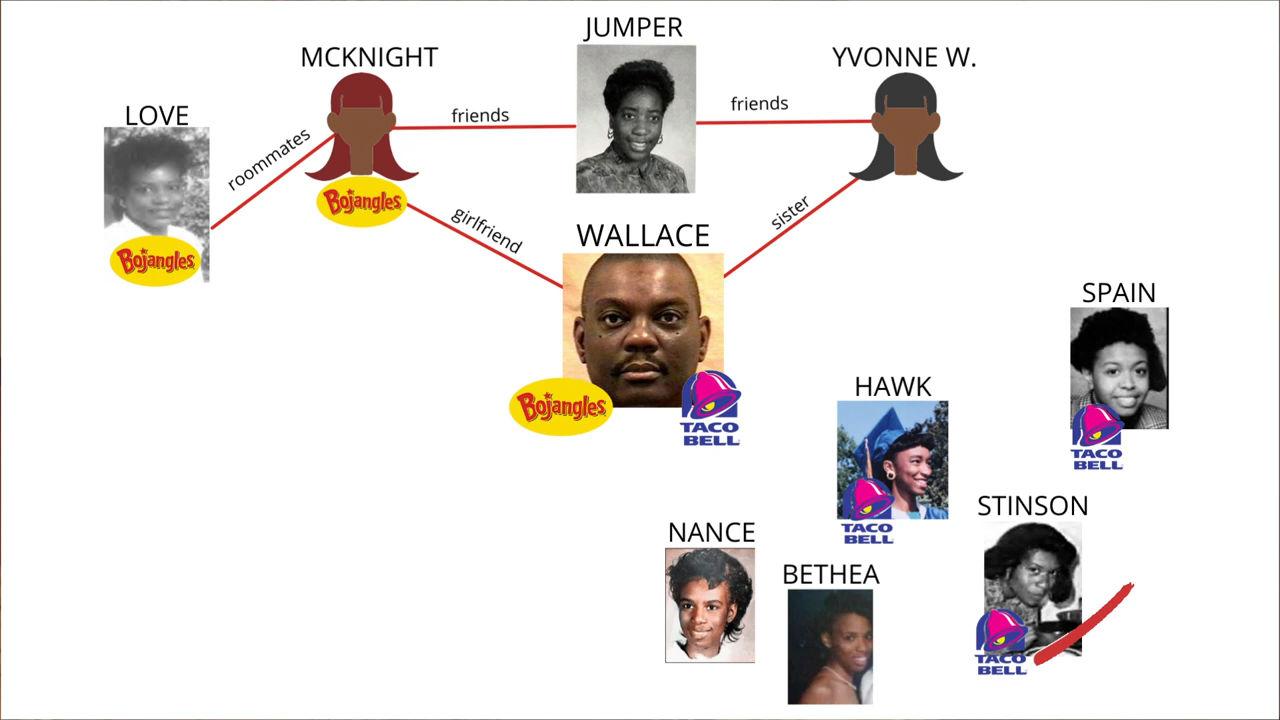 JUMPER
MCKNIGHT
YVONNE W.
LOVE
friends
friends
roommates
Bojangles
girlfriend
sister
WALLACE
Bojangles
SPAIN
HAWK
Bojangles
TACO
BELL
TACO
BELL
STINSON
NANCE
TACO
BELL
BETHEA
TACO
BELL